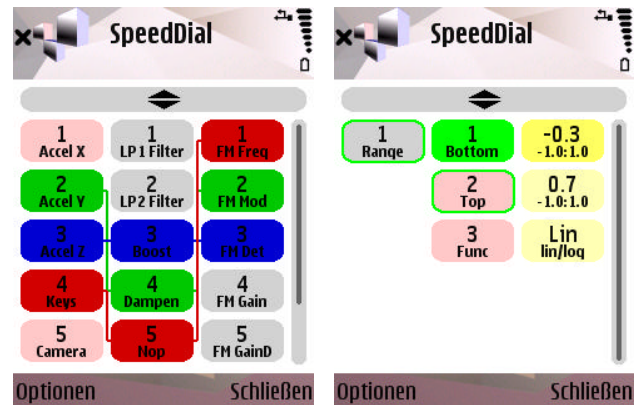 SpeedDial
1 1 1
Accel X LP1 Filter FM Freq
2 2 2
Accel Y LP2 Filter FM Mod
3 3 3
Accel Z Boost FM Det
4 4 4
Keys Dampen FM Gain
5 5 5
Camera Nop FM GainD
Optionen Schließen
SpeedDial
1 1 -0.3
Range Bottom -1.0:1.0
2 0.7
Top -1.0:1.0
3 Lin
Func lin/log
Optionen Schließen